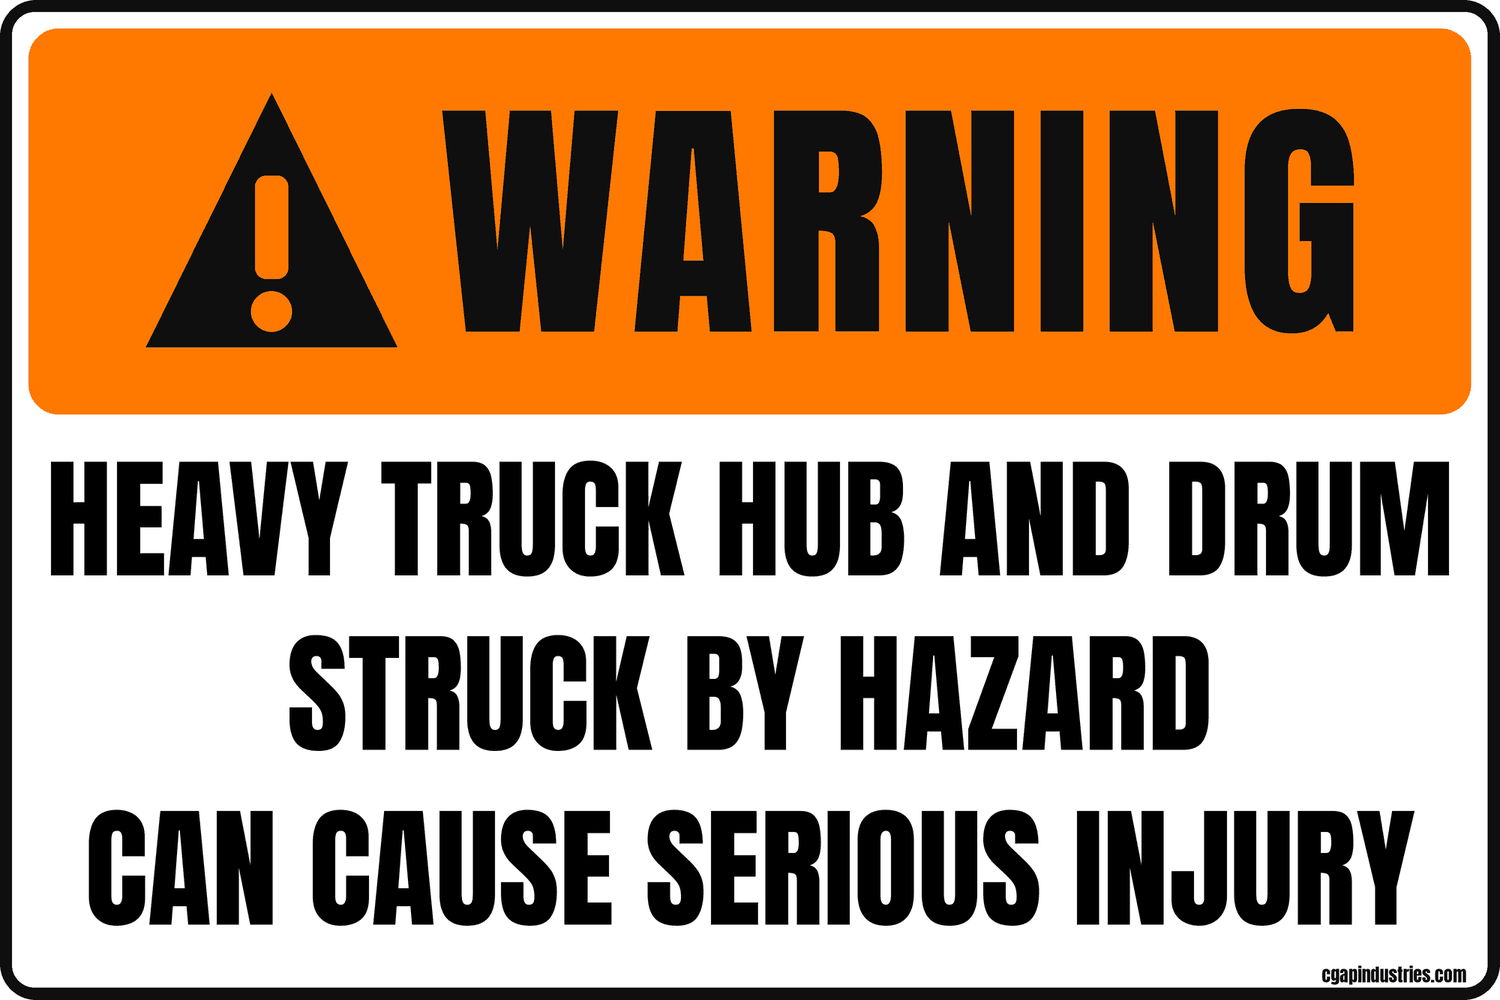 WARNING
HEAVY TRUCK HUB AND DRUM
STRUCK BY HAZARD
CAN CAUSE SERIOUS INJURY
cgapindustries.com